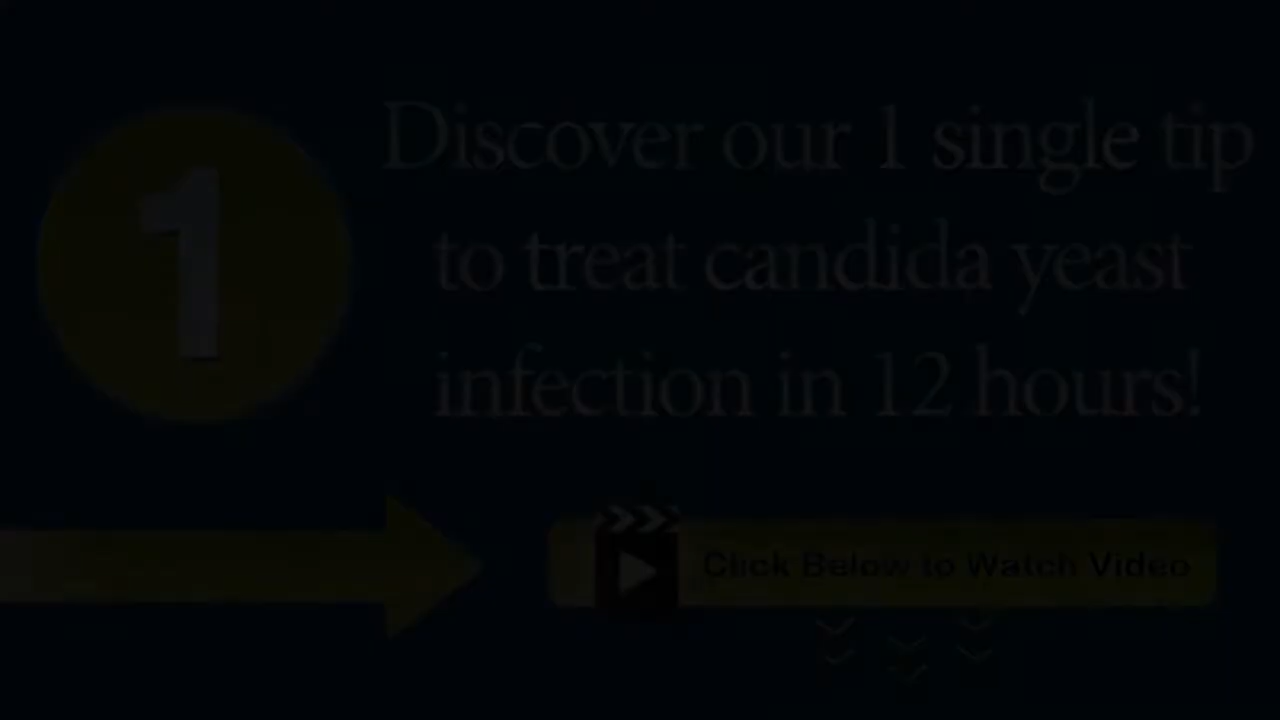 1
Discover our 1 single tip
to treat candida yeast
infection in 12 hours!
Click Below to Watch Video